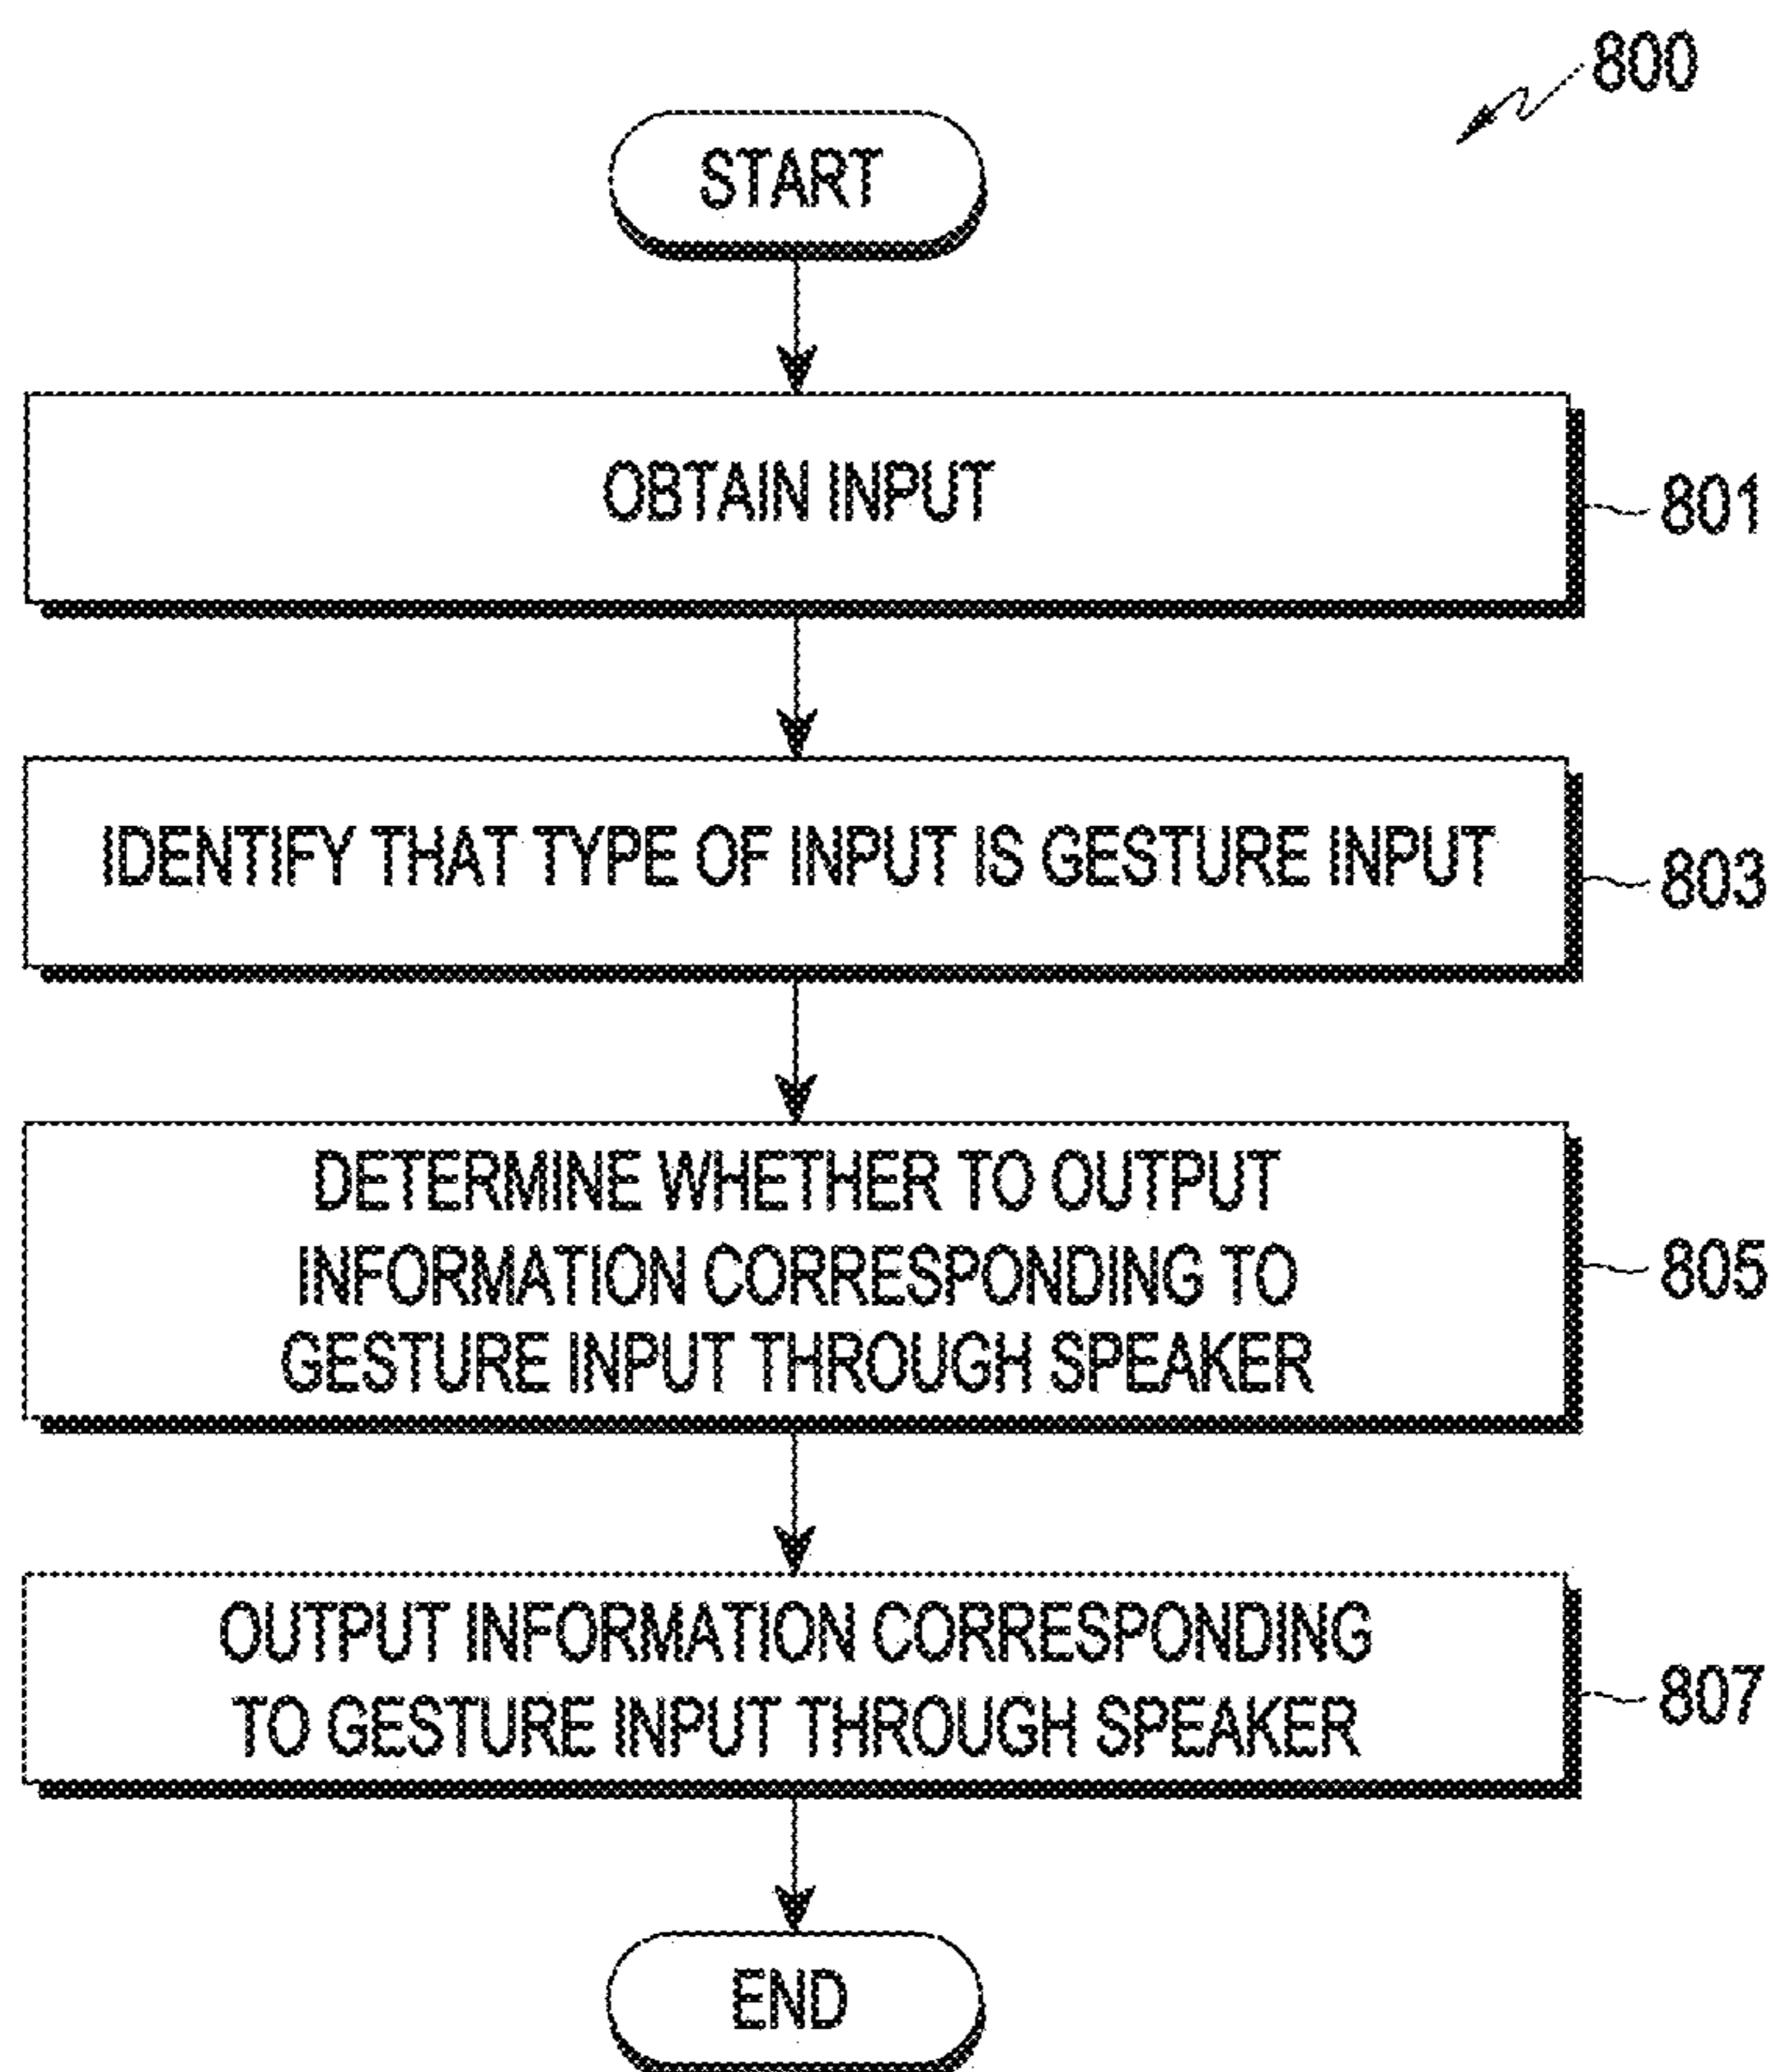 800
START
OBTAIN INPUT
801
IDENTIFY THAT TYPE OF INPUT IS GESTURE INPUT
803
DETERMINE WHETHER TO OUTPUT
INFORMATION CORRESPONDING TO
GESTURE INPUT THROUGH SPEAKER
805
OUTPUT INFORMATION CORRESPONDING
TO GESTURE INPUT THROUGH SPEAKER
807
END